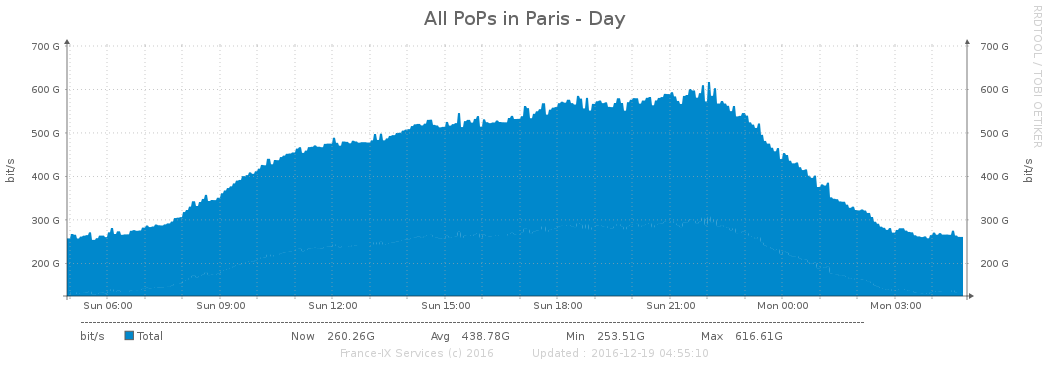 All PoPs in Paris - Day
RRDTOOL / TOBI OETIKER
700 G 700 G
600 G 600 G
500 G 500 G
400 G 400 G
300 G 300 G
200 G 200 G
bit/s bit/s
Sun 06:00 Sun 09:00 Sun 12:00 Sun 15:00 Sun 18:00 Sun 21:00 Mon 00:00 Mon 03:00
bit/s Total Now 260.26G Avg 438.78G Min 253.51G Max 616.61G
France-IX Services (c) 2016 Updated : 2016-12-19 04:55:10